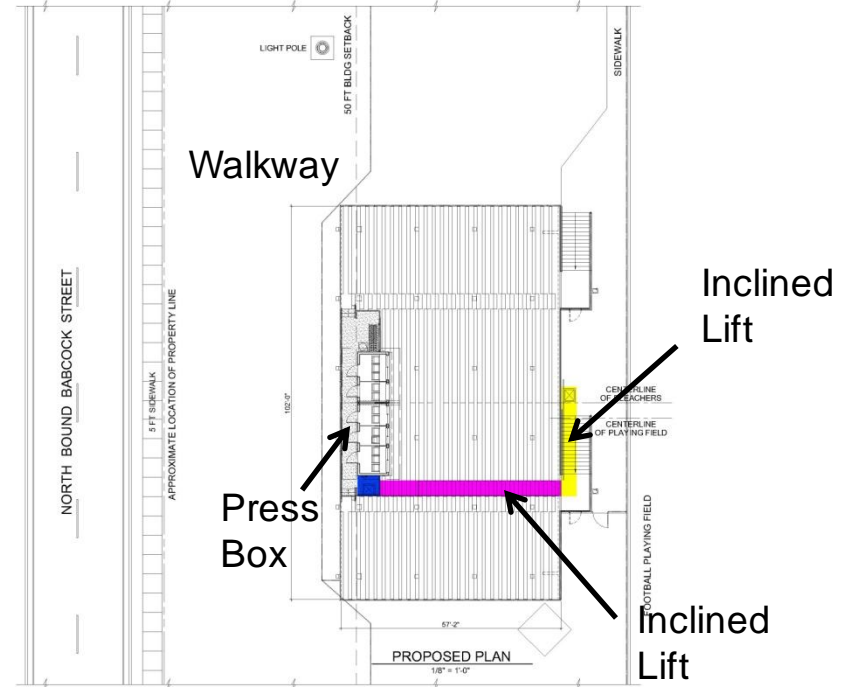 LIGHT POLE
50 FT BLDG SETBACK
SIDEWALK
Walkway
NORTH BOUND BABCOCK STREET
5 FT SIDEWALK
APPROXIMATE LOCATION OF PROPERTY LINE
102'-0"
Inclined
Lift
CENTERLINE
OF BLEACHERS
CENTERLINE
OF PLAYING FIELD
Press
Box
FOOTBALL PLAYING FIELD
57'-2"
Inclined
Lift
PROPOSED PLAN
1/8" = 1'-0"